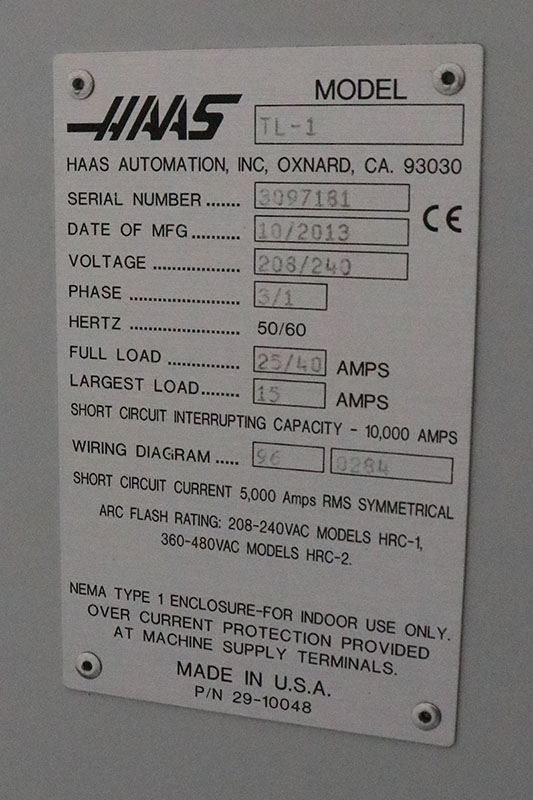 HAAS
MODEL
TL-1
HAAS AUTOMATION, INC, OXNARD, CA. 93030
SERIAL NUMBER ....... 3097181
CE
DATE OF MFG .......... 10/2013
VOLTAGE .................. 208/240
PHASE ...................... 3/1
HERTZ ...................... 50/60
FULL LOAD .............. 25/40 AMPS
LARGEST LOAD........ 15 AMPS
SHORT CIRCUIT INTERRUPTING CAPACITY - 10,000 AMPS
WIRING DIAGRAM ..... 96 0284
SHORT CIRCUIT CURRENT 5,000 Amps RMS SYMMETRICAL
ARC FLASH RATING: 208-240VAC MODELS HRC-1,
360-480VAC MODELS HRC-2.
NEMA TYPE 1 ENCLOSURE-FOR INDOOR USE ONLY.
OVER CURRENT PROTECTION PROVIDED
AT MACHINE SUPPLY TERMINALS.
MADE IN U.S.A.
P/N 29-10048